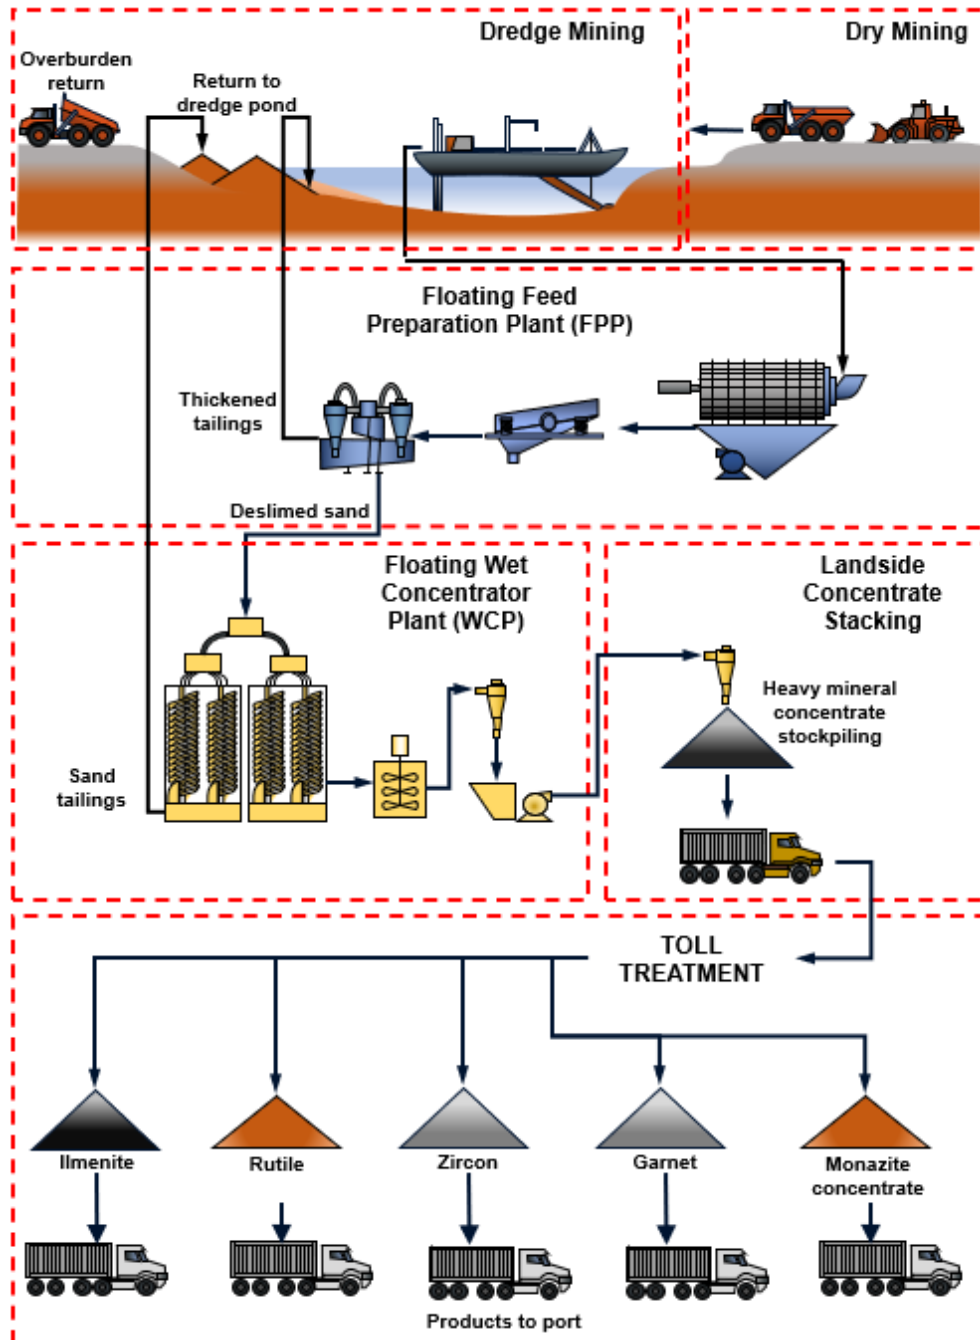 Dredge Mining
Dry Mining
Overburden
return
Return to
dredge pond
Floating Feed
Preparation Plant (FPP)
Thickened
tailings
Deslimed sand
Floating Wet
Concentrator
Plant (WCP)
Landside
Concentrate
Stacking
Heavy mineral
concentrate
stockpiling
Sand
tailings
TOLL
TREATMENT
Ilmenite
Rutile
Zircon
Garnet
Monazite
concentrate
Products to port